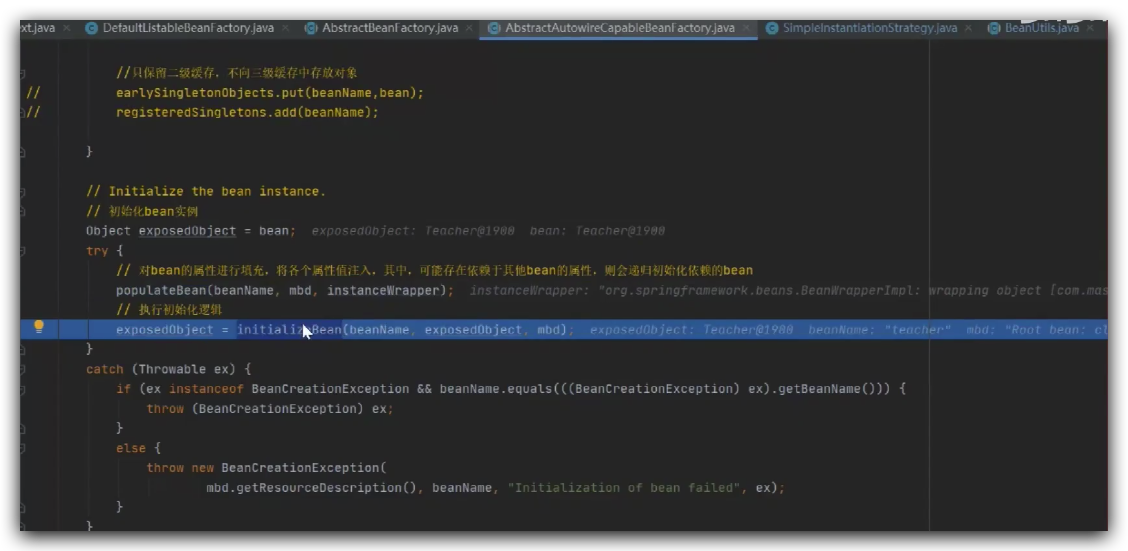 xt.java × DefaultListableBeanFactory.java × AbstractBeanFactory.java × AbstractAutowireCapableBeanFactory.java × SimpleInstantiationStrategy.java × BeanUtils.java ×
//只保留二级缓存，不向三级缓存中存放对象
// earlySingletonObjects.put(beanName,bean);
// registeredSingletons.add(beanName);
}
// Initialize the bean instance.
// 初始化bean实例
Object exposedObject = bean; exposedObject: Teacher@1900 bean: Teacher@1900
try {
// 对bean的属性进行填充，将各个属性值注入，其中，可能存在依赖于其他bean的属性，则会递归初始化依赖的bean
populateBean(beanName, mbd, instanceWrapper); instanceWrapper: "org.springframework.beans.BeanWrapperImpl: wrapping object [com.mas
// 执行初始化逻辑
exposedObject = initializeBean(beanName, exposedObject, mbd); exposedObject: Teacher@1900 beanName: "teacher" mbd: "Root bean: cl
}
catch (Throwable ex) {
if (ex instanceof BeanCreationException && beanName.equals(((BeanCreationException) ex).getBeanName())) {
throw (BeanCreationException) ex;
}
else {
throw new BeanCreationException(
mbd.getResourceDescription(), beanName, "Initialization of bean failed", ex);
}
}